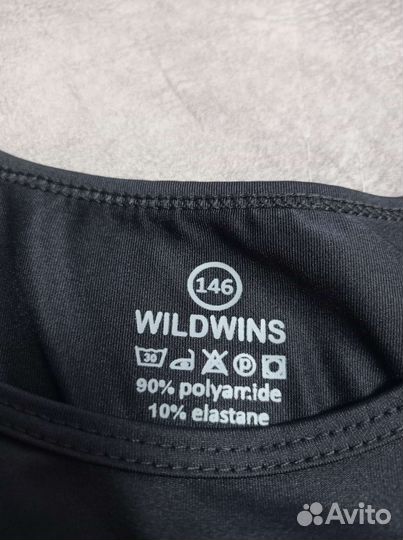 146
WILDWINS
30 P
90% polyamide
10% elastane
Avito